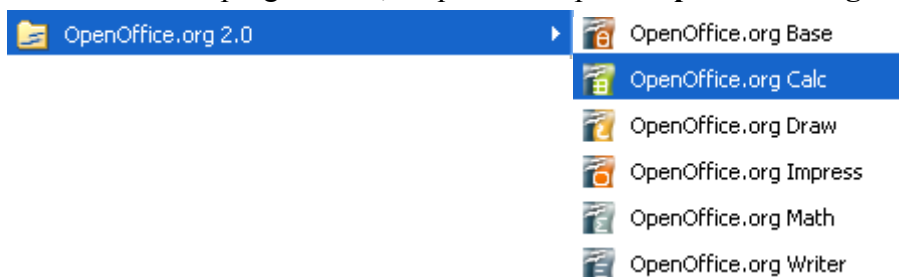 OpenOffice.org 2.0
OpenOffice.org Base
OpenOffice.org Calc
OpenOffice.org Draw
OpenOffice.org Impress
OpenOffice.org Math
OpenOffice.org Writer